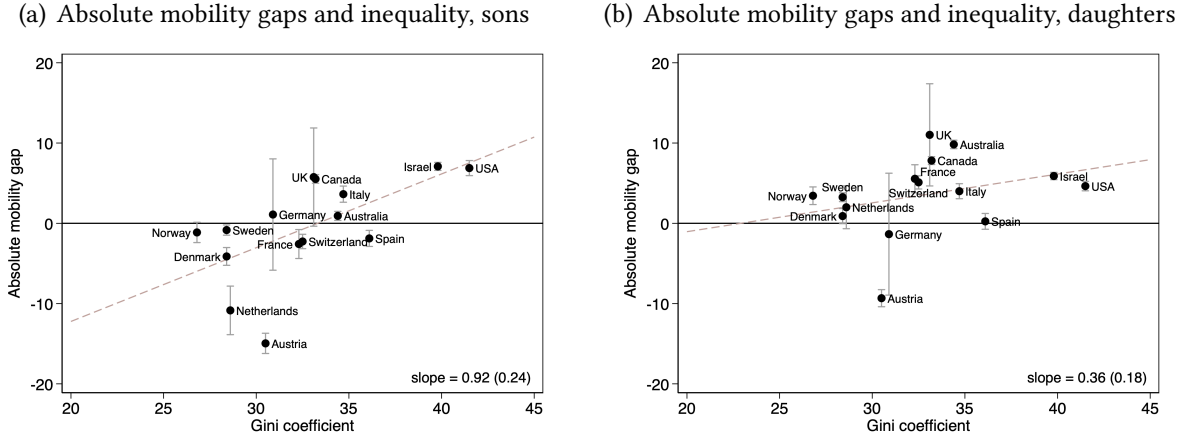 (a) Absolute mobility gaps and inequality, sons
20
10
0
-10
-20
Absolute mobility gap
Norway
Sweden
Denmark
Netherlands
Austria
Germany
UK
Canada
Italy
Australia
France
Switzerland
Spain
Israel
USA
slope = 0.92 (0.24)
20 25 30 35 40 45
Gini coefficient
(b) Absolute mobility gaps and inequality, daughters
20
10
0
-10
-20
Absolute mobility gap
Norway
Sweden
Netherlands
Denmark
UK
Australia
Canada
France
Switzerland
Italy
Israel
USA
Spain
Germany
Austria
slope = 0.36 (0.18)
20 25 30 35 40 45
Gini coefficient